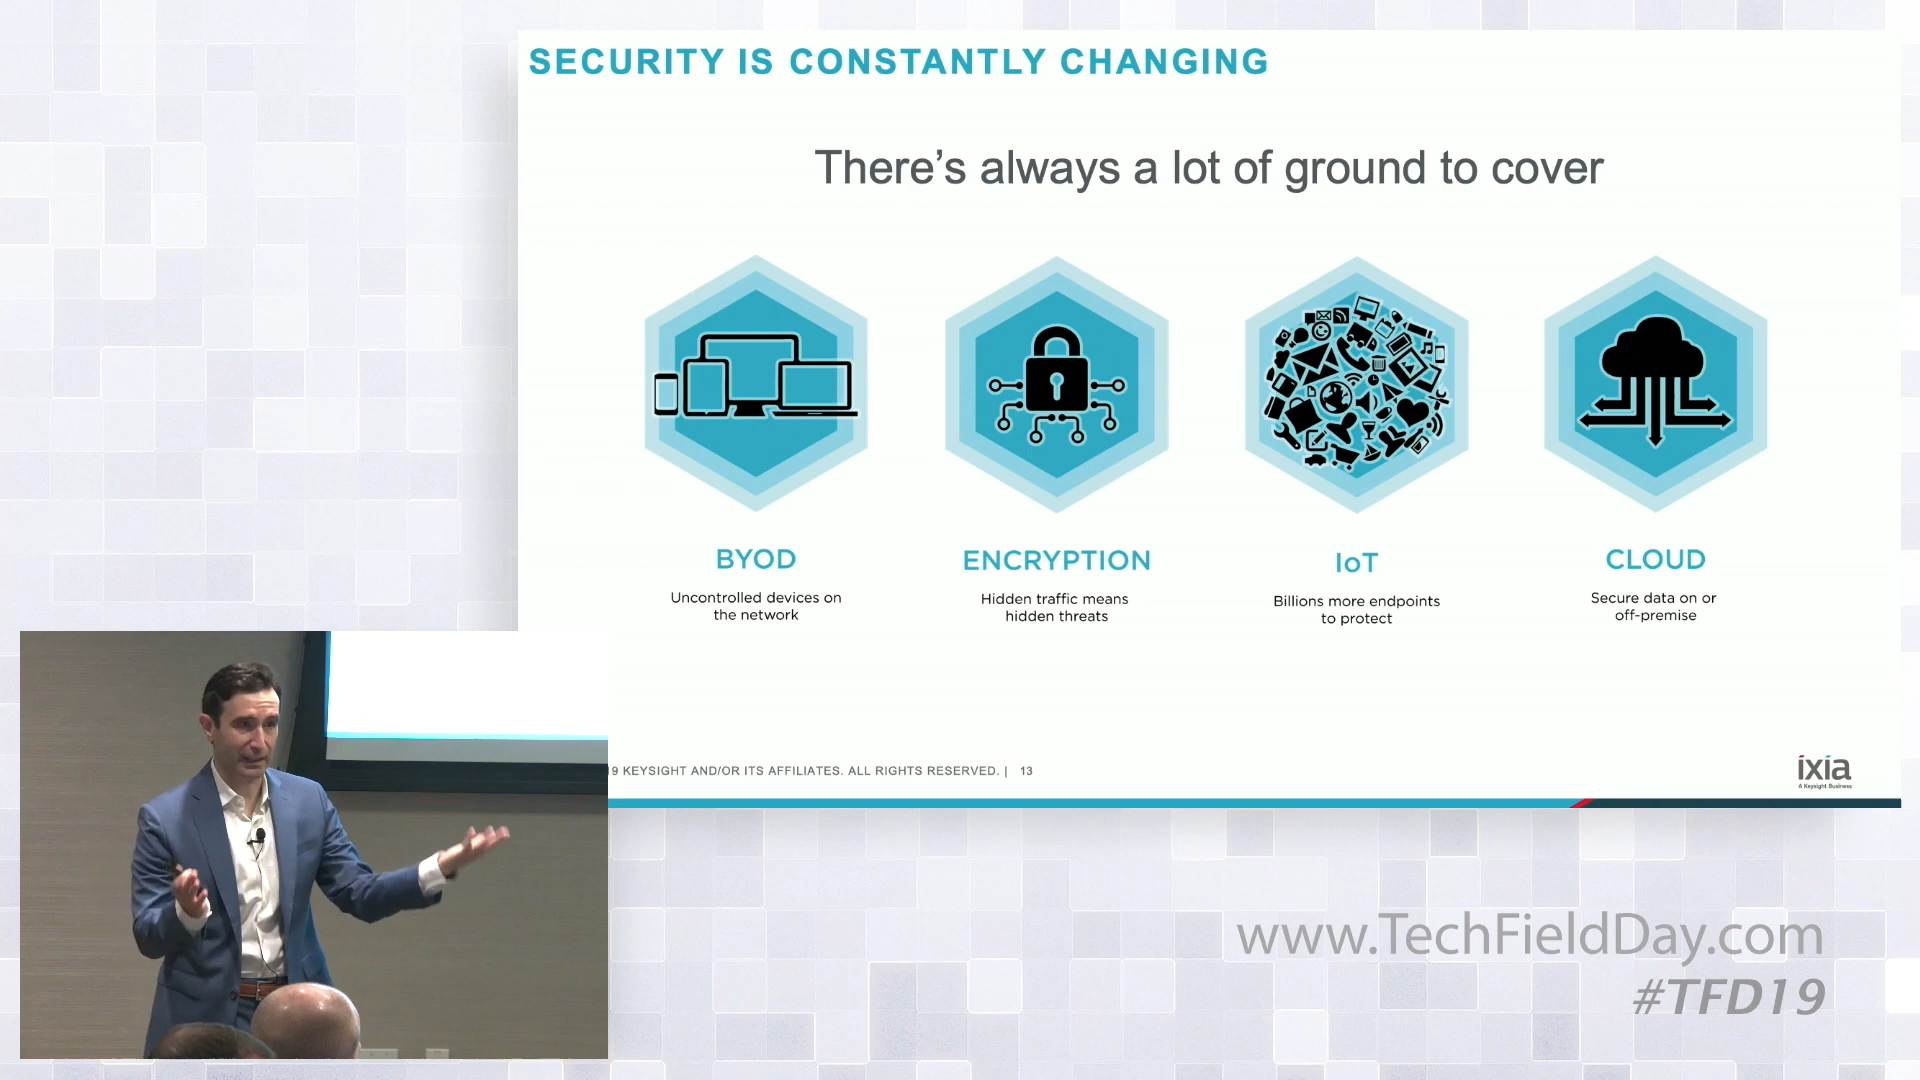 SECURITY IS CONSTANTLY CHANGING
There's always a lot of ground to cover
BYOD
Uncontrolled devices on
the network
ENCRYPTION
Hidden traffic means
hidden threats
IoT
Billions more endpoints
to protect
CLOUD
Secure data on or
off-premise
9 KEYSIGHT AND/OR ITS AFFILIATES. ALL RIGHTS RESERVED. | 13
ixia
A Keysight Business
www.TechFieldDay.com
#TFD19